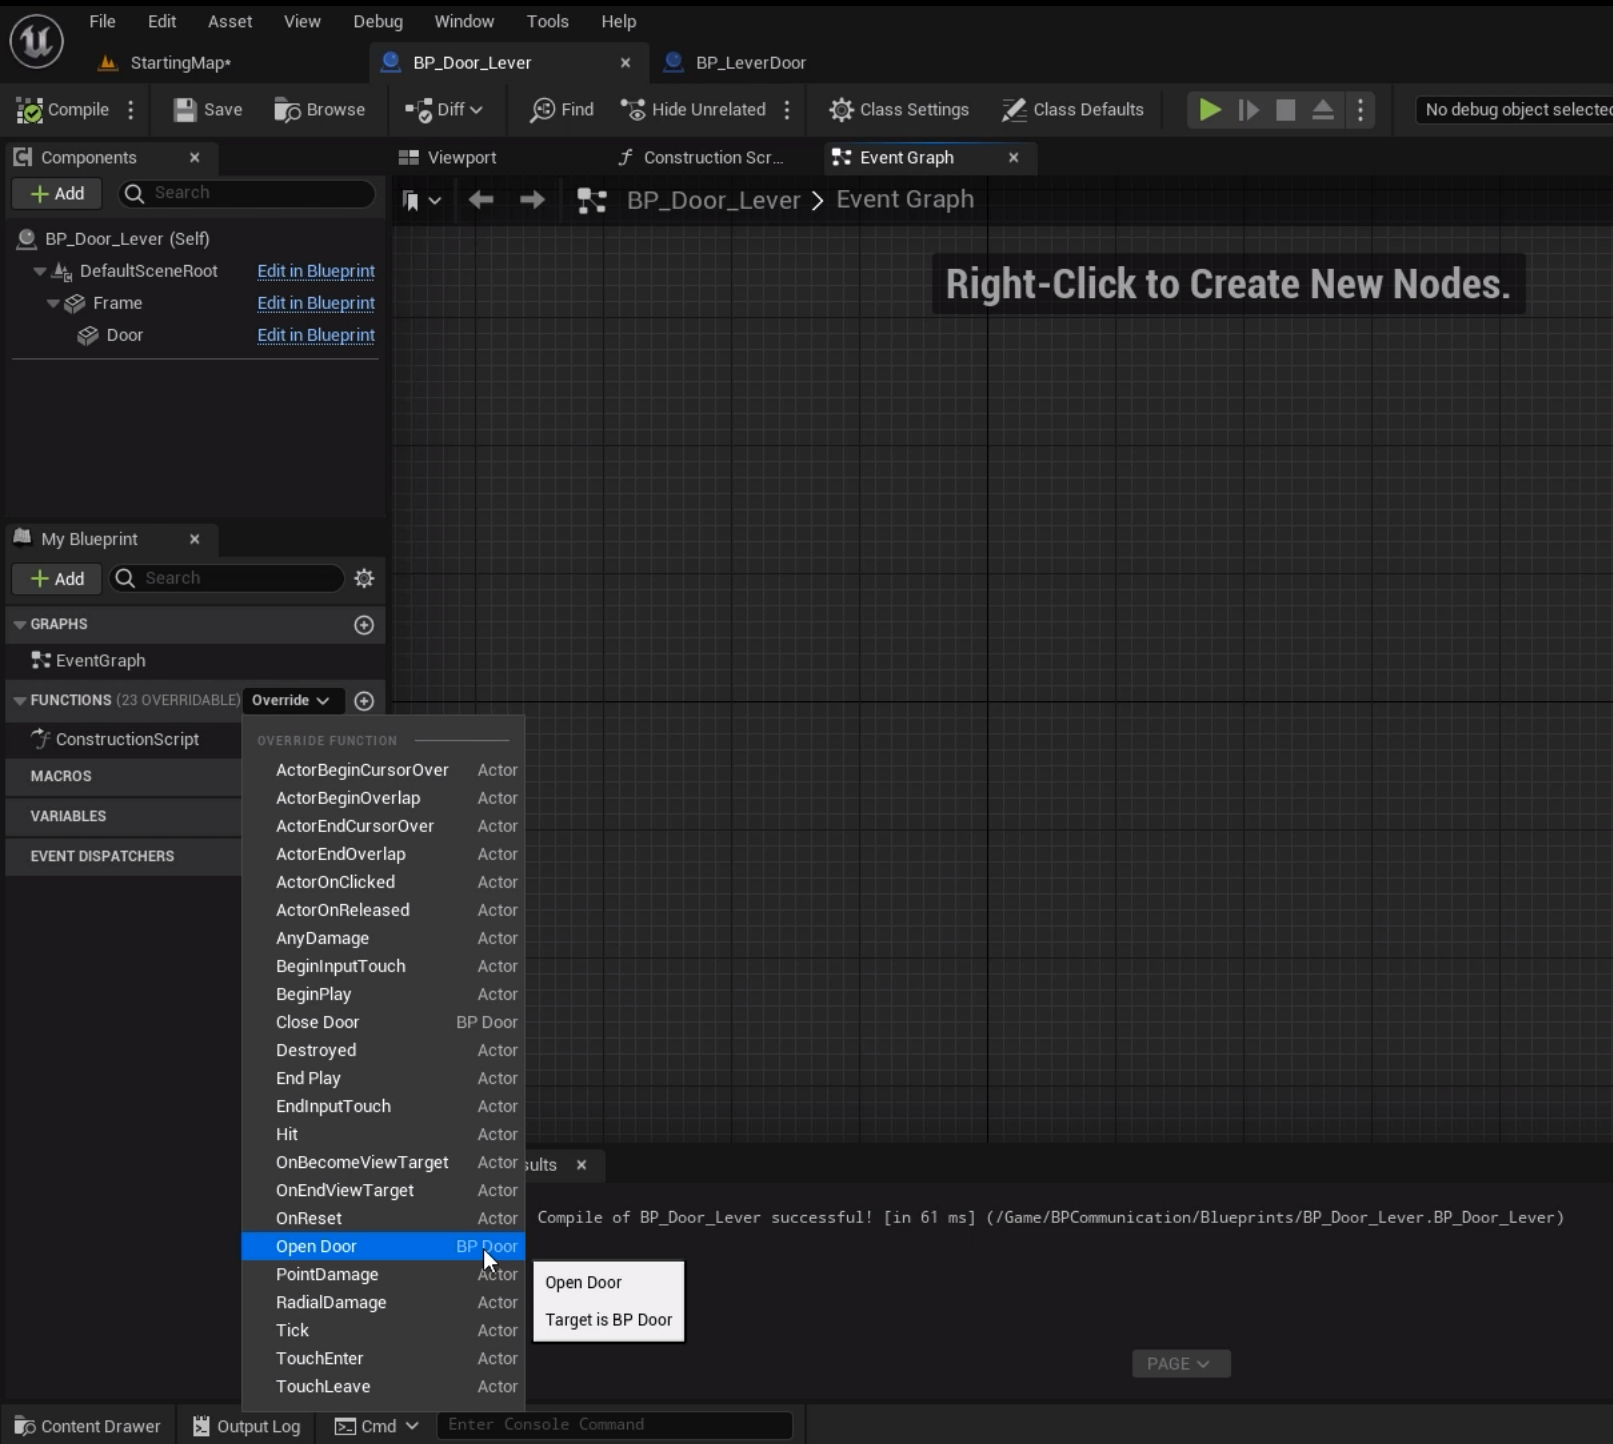 File Edit Asset View Debug Window Tools Help
StartingMap* BP_Door_Lever BP_LeverDoor
Compile Save Browse Diff Find Hide Unrelated Class Settings Class Defaults No debug object selected
Components Viewport Construction Scr... Event Graph
Add Search BP_Door_Lever > Event Graph
BP_Door_Lever (Self)
DefaultSceneRoot Edit in Blueprint
Right-Click to Create New Nodes.
Frame Edit in Blueprint
Door Edit in Blueprint
My Blueprint
Add Search
GRAPHS
EventGraph
FUNCTIONS (23 OVERRIDABLE) Override
ConstructionScript
MACROS
VARIABLES
EVENT DISPATCHERS
OVERRIDE FUNCTION
ActorBeginCursorOver Actor
ActorBeginOverlap Actor
ActorEndCursorOver Actor
ActorEndOverlap Actor
ActorOnClicked Actor
ActorOnReleased Actor
AnyDamage Actor
BeginInputTouch Actor
BeginPlay Actor
Close Door BP Door
Destroyed Actor
End Play Actor
EndInputTouch Actor
Hit Actor
OnBecomeViewTarget Actor
OnEndViewTarget Actor
OnReset Actor
Open Door BP Door
PointDamage Actor
RadialDamage Actor
Tick Actor
TouchEnter Actor
TouchLeave Actor
sults
Compile of BP_Door_Lever successful! [in 61 ms] (/Game/BPCommunication/Blueprints/BP_Door_Lever.BP_Door_Lever)
Open Door
Target is BP Door
PAGE
Content Drawer Output Log Cmd Enter Console Command